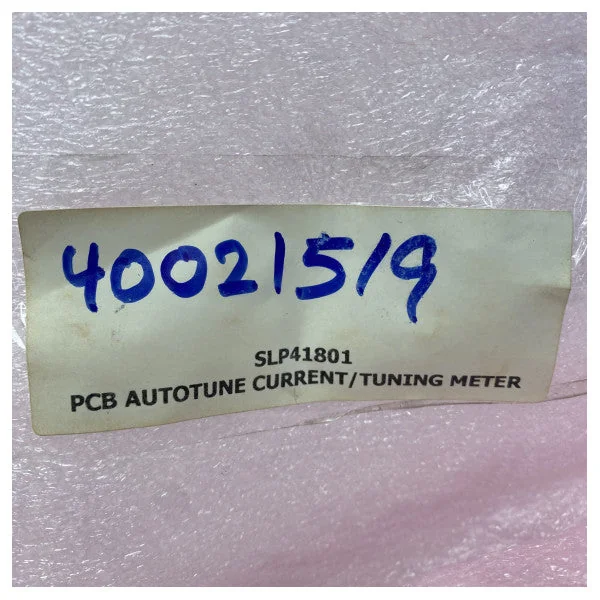 40021519
SLP41801
PCB AUTOTUNE CURRENT/TUNING METER